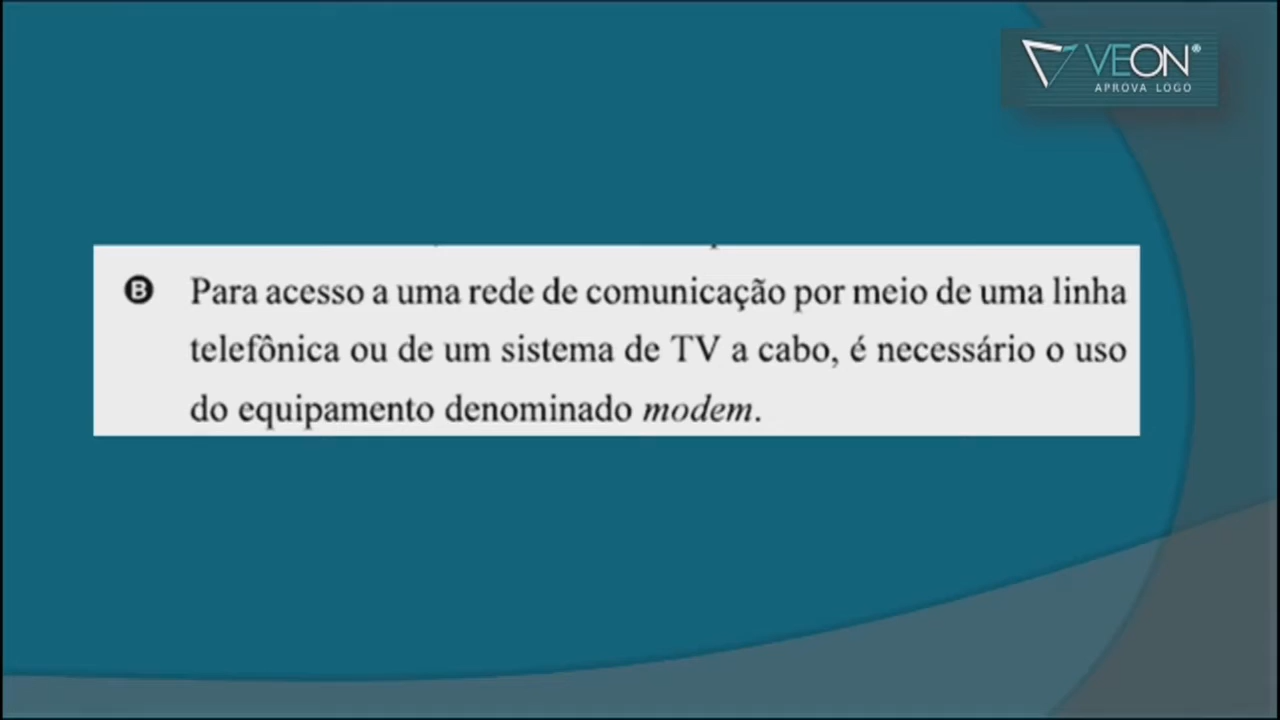 VEON®
APROVA LOGO
B Para acesso a uma rede de comunicação por meio de uma linha
telefônica ou de um sistema de TV a cabo, é necessário o uso
do equipamento denominado modem.